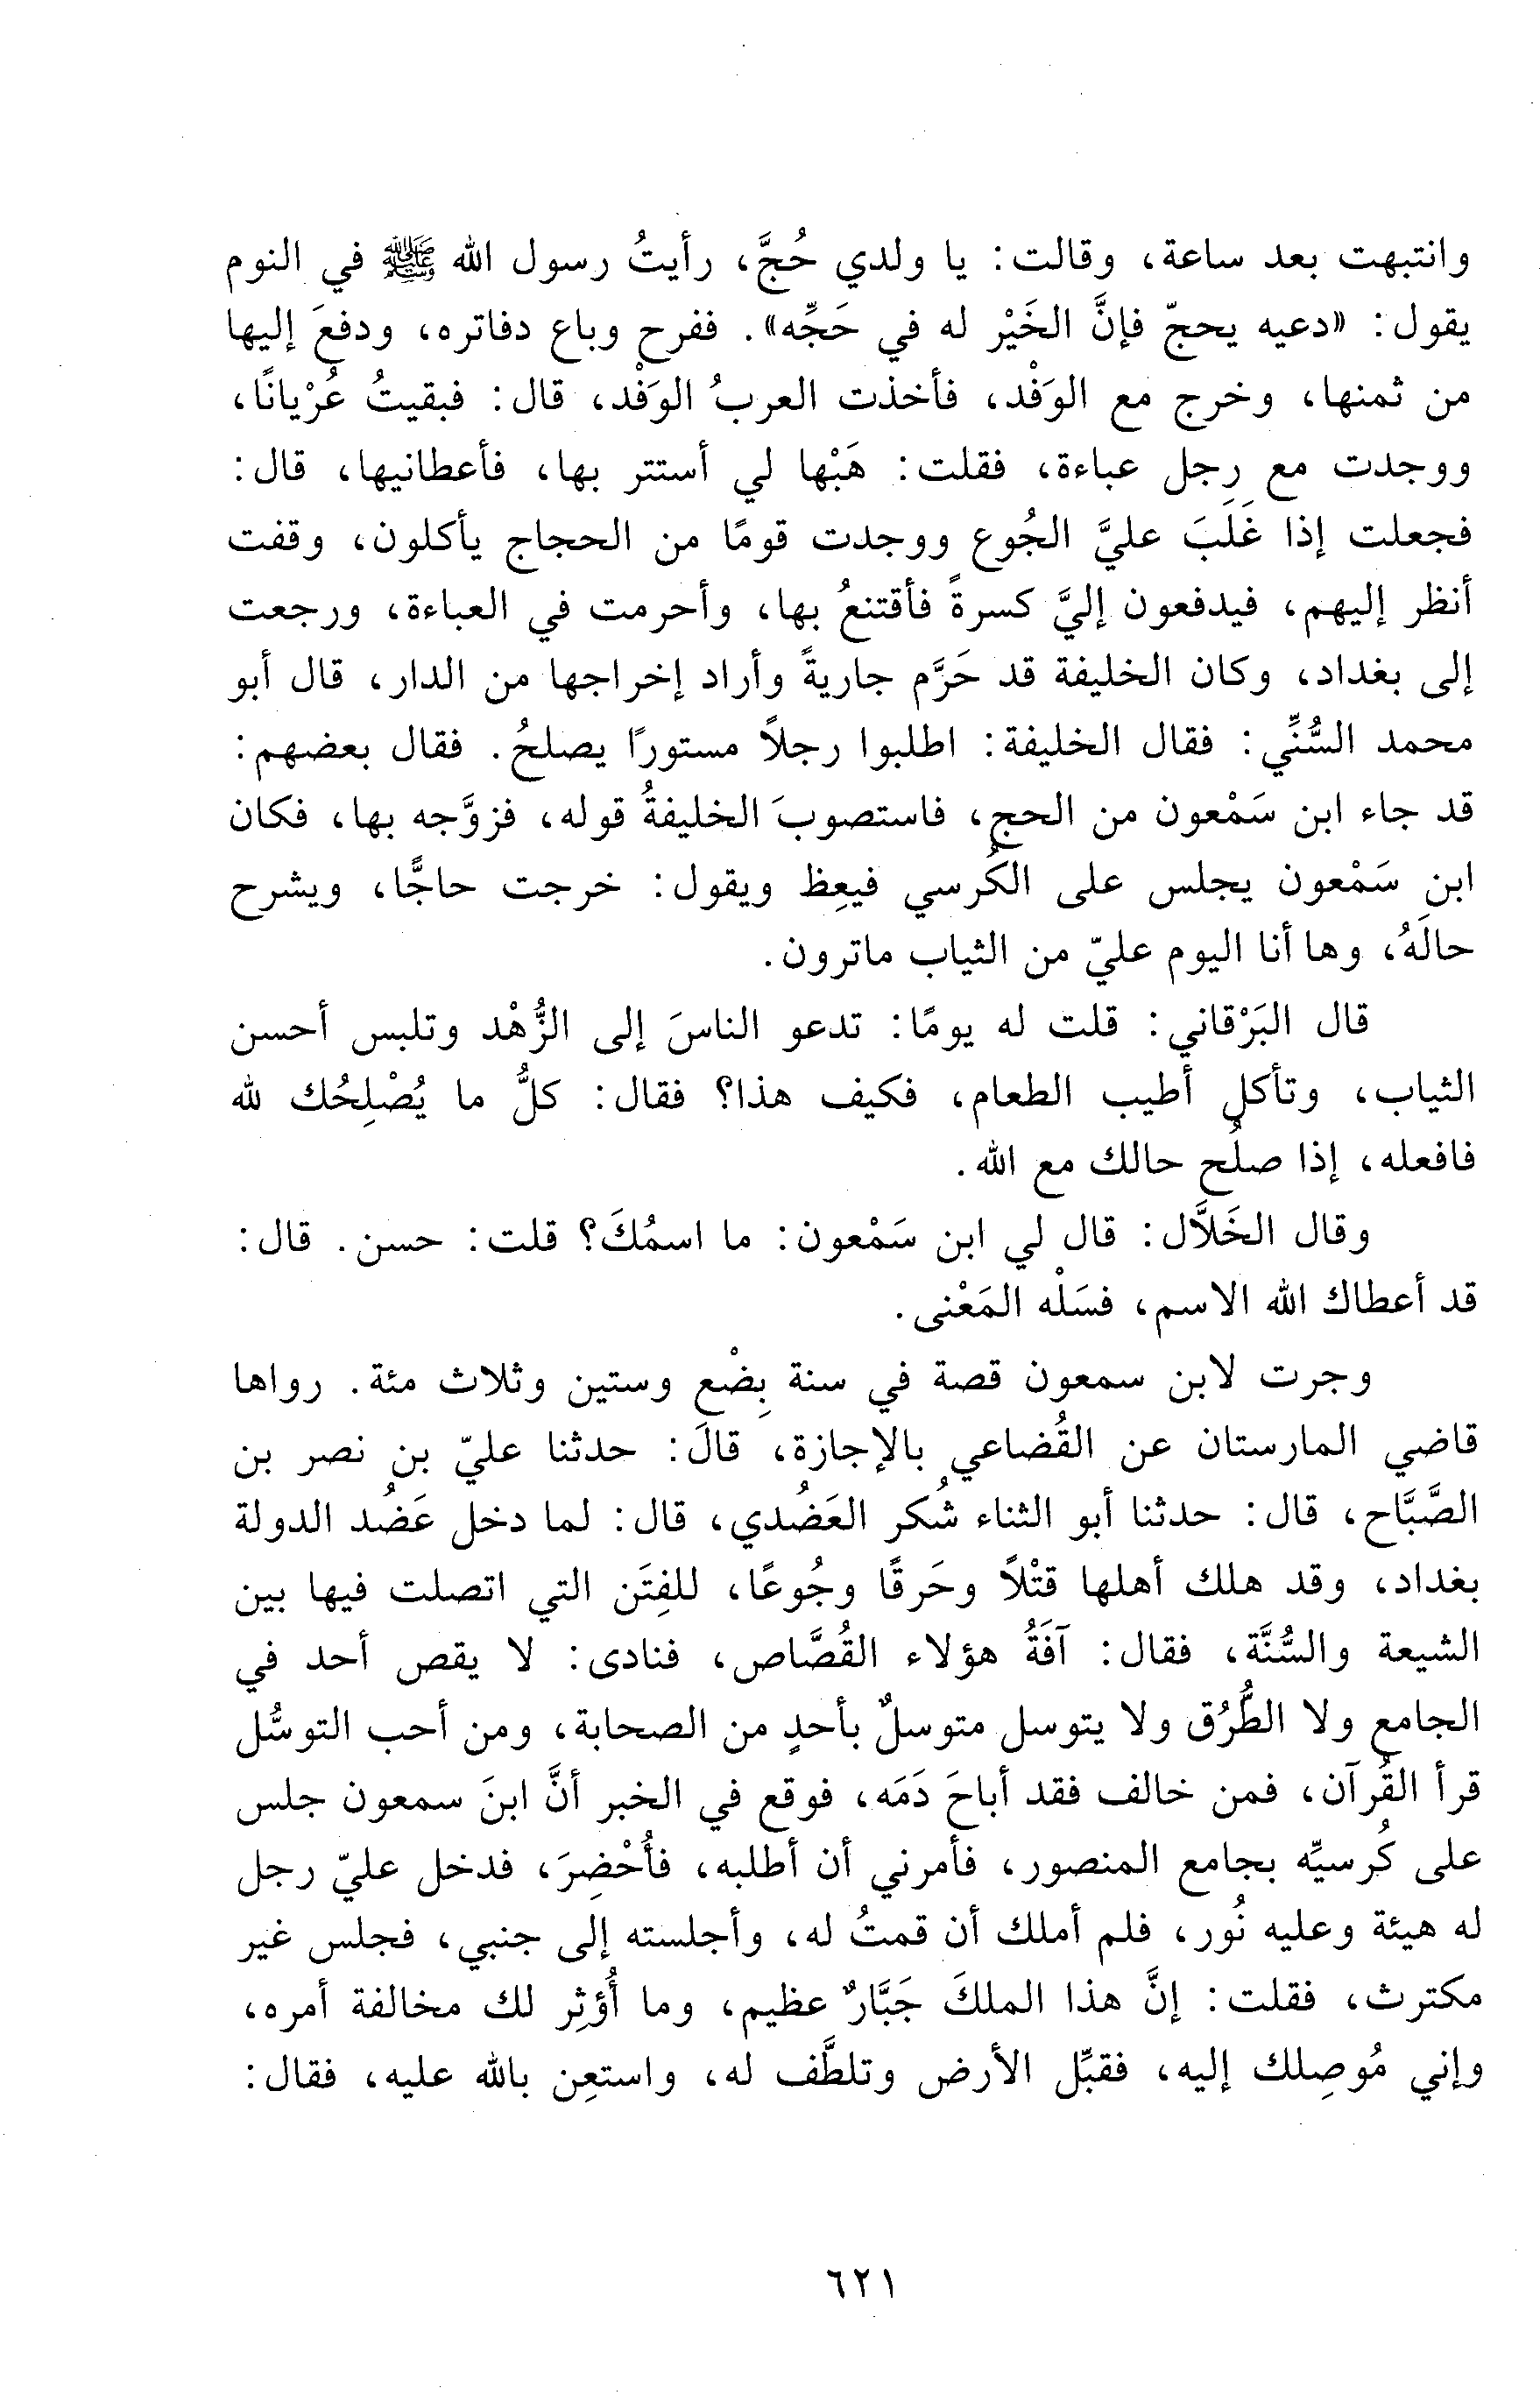 وانتبهت بعد ساعة، وقالت: يا ولدي حُجَّ، رأيتُ رسول الله ﷺ في النوم
يقول: «دعيه يحجّ فإنَّ الخَيْر له في حَجِّه». ففرح وباع دفاتره، ودفعَ إليها
من ثمنها، وخرج مع الوَفْد، فأخذت العربُ الوَفْد، قال: فبقيتُ عُرْيانًا،
ووجدت مع رجل عباءة، فقلت: هَبْها لي أستتر بها، فأعطانيها، قال:
فجعلت إذا غَلَبَ عليَّ الجُوع ووجدت قومًا من الحجاج يأكلون، وقفت
أنظر إليهم، فيدفعون إليَّ كسرةً فأقتنعُ بها، وأحرمت في العباءة، ورجعت
إلى بغداد، وكان الخليفة قد حَرَّم جاريةً وأراد إخراجها من الدار، قال أبو
محمد السُّنِّي: فقال الخليفة: اطلبوا رجلاً مستورًا يصلحُ. فقال بعضهم:
قد جاء ابن سَمْعون من الحج، فاستصوبَ الخليفةُ قوله، فزوَّجه بها، فكان
ابن سَمْعون يجلس على الكُرسي فيعِظ ويقول: خرجت حاجًّا، ويشرح
حالَهُ، وها أنا اليوم عليّ من الثياب ماترون.
قال البَرْقاني: قلت له يومًا: تدعو الناسَ إلى الزُّهْد وتلبس أحسن
الثياب، وتأكل أطيب الطعام، فكيف هذا؟ فقال: كلُّ ما يُصْلِحُك لله
فافعله، إذا صلُح حالك مع الله.
وقال الخَلاَّل: قال لي ابن سَمْعون: ما اسمُكَ؟ قلت: حسن. قال:
قد أعطاك الله الاسم، فسَلْه المَعْنى.
وجرت لابن سمعون قصة في سنة بِضْع وستين وثلاث مئة. رواها
قاضي المارستان عن القُضاعي بالإجازة، قال: حدثنا عليّ بن نصر بن
الصَّبَّاح، قال: حدثنا أبو الثناء شُكر العَضُدي، قال: لما دخل عَضُد الدولة
بغداد، وقد هلك أهلها قتْلاً وحَرقًا وجُوعًا، للفِتَن التي اتصلت فيها بين
الشيعة والسُّنَّة، فقال: آفَةُ هؤلاء القُصَّاص، فنادى: لا يقص أحد في
الجامع ولا الطُّرُق ولا يتوسل متوسلٌ بأحدٍ من الصحابة، ومن أحب التوسُّل
قرأ القُرآن، فمن خالف فقد أباحَ دَمَه، فوقع في الخبر أنَّ ابنَ سمعون جلس
على كُرسيِّه بجامع المنصور، فأمرني أن أطلبه، فأُحْضِرَ، فدخل عليّ رجل
له هيئة وعليه نُور، فلم أملك أن قمتُ له، وأجلسته إلى جنبي، فجلس غير
مكترث، فقلت: إنَّ هذا الملكَ جَبَّارٌ عظيم، وما أُؤثِر لك مخالفة أمره،
وإني مُوصِلك إليه، فقبِّل الأرض وتلطَّف له، واستعِن بالله عليه، فقال:
٦٢١